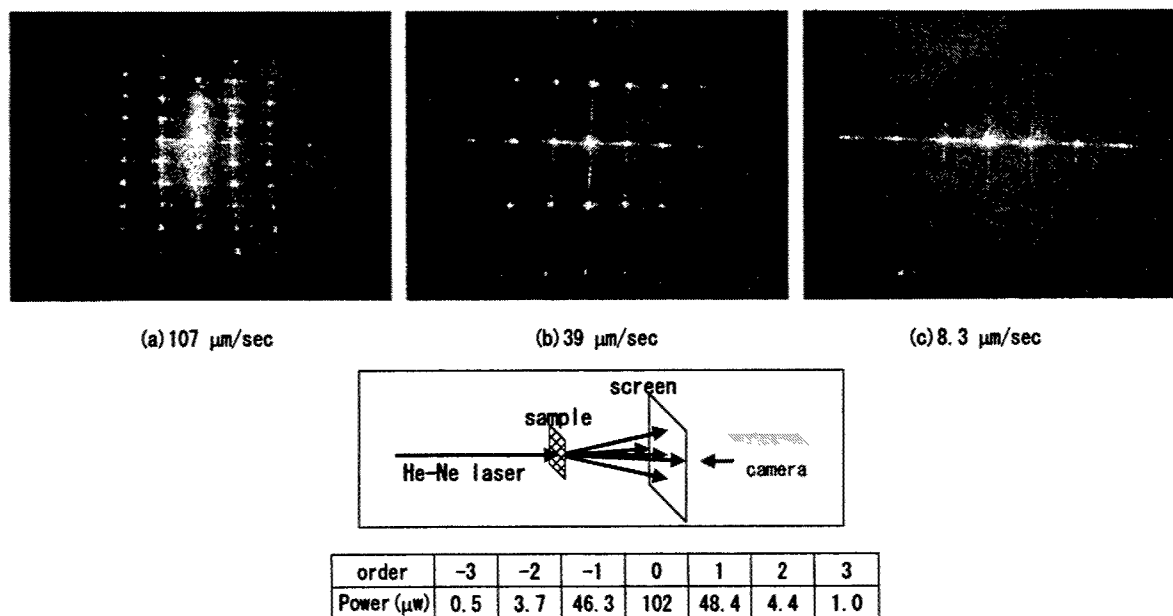 (a)107 μm/sec (b)39 μm/sec (c)8.3 μm/sec
screen
sample
He-Ne laser
camera
order -3 -2 -1 0 1 2 3
Power(μw) 0.5 3.7 46.3 102 48.4 4.4 1.0